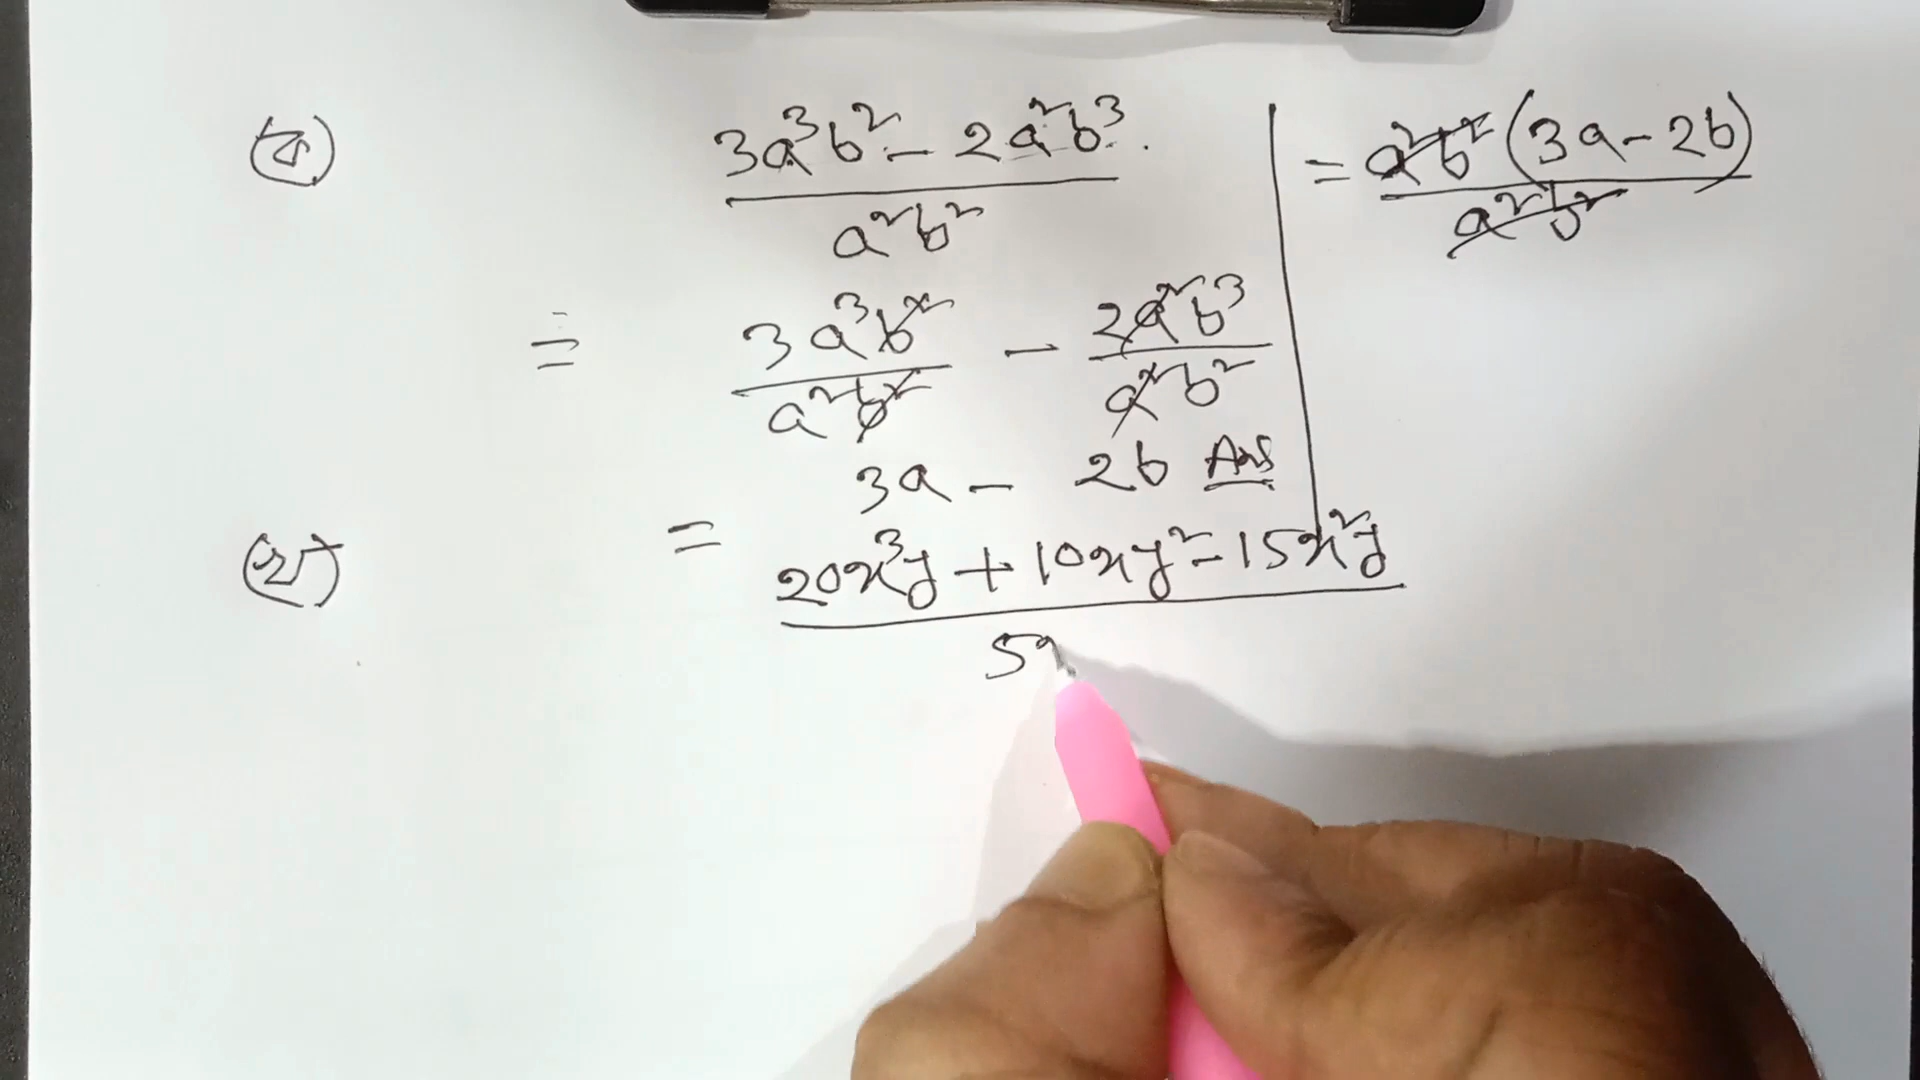 (क) 3a³b² - 2a²b³
a²b²
= 3a³b² / a²b² - 2a²b³ / a²b²
= 3a - 2b Ans
= a²b² (3a - 2b)
a²b²
20x³y + 10xy² - 15x²y
5x